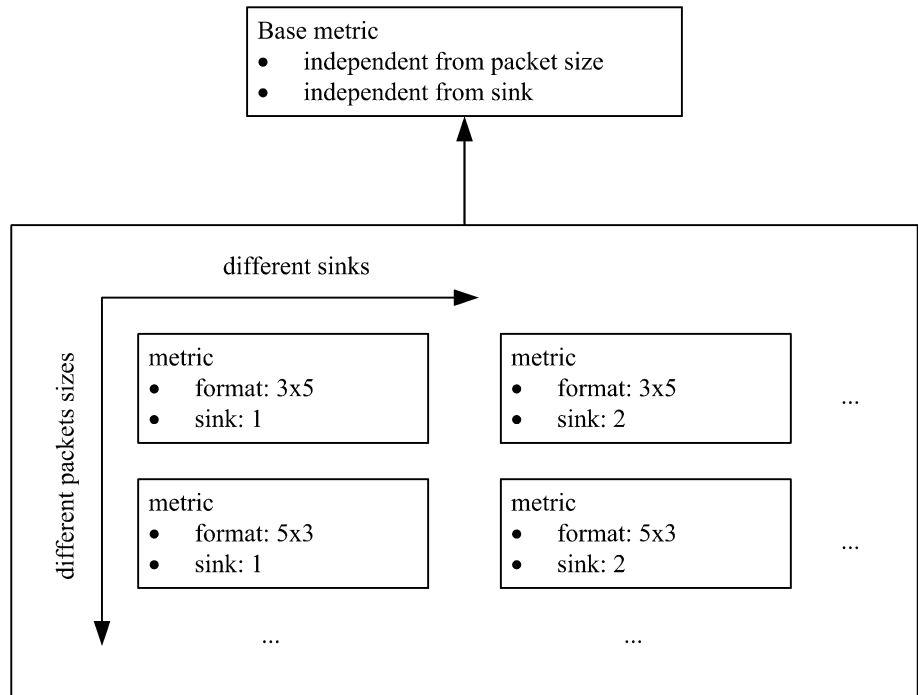 Base metric
• independent from packet size
• independent from sink
different sinks
different packets sizes
metric
• format: 3x5
• sink: 1
metric
• format: 3x5
• sink: 2
...
metric
• format: 5x3
• sink: 1
metric
• format: 5x3
• sink: 2
...
...
...